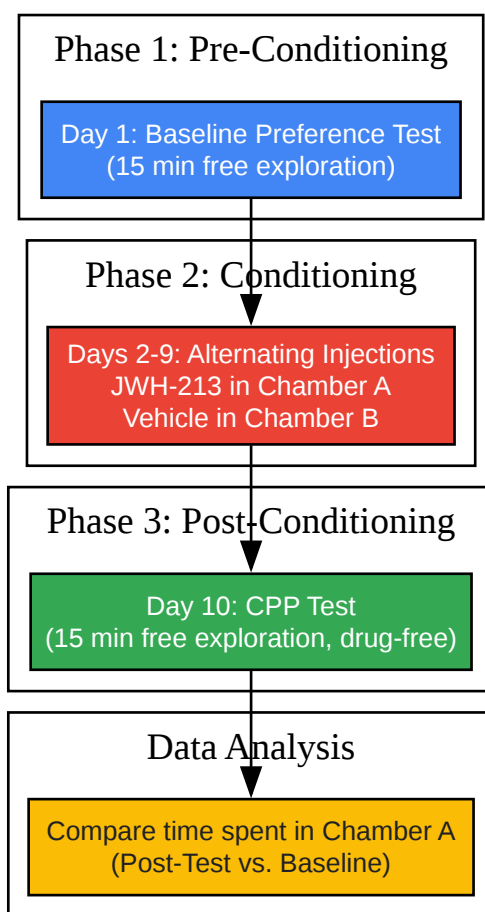 Phase 1: Pre-Conditioning
Day 1: Baseline Preference Test
(15 min free exploration)
Phase 2: Conditioning
Days 2-9: Alternating Injections
JWH-213 in Chamber A
Vehicle in Chamber B
Phase 3: Post-Conditioning
Day 10: CPP Test
(15 min free exploration, drug-free)
Data Analysis
Compare time spent in Chamber A
(Post-Test vs. Baseline)